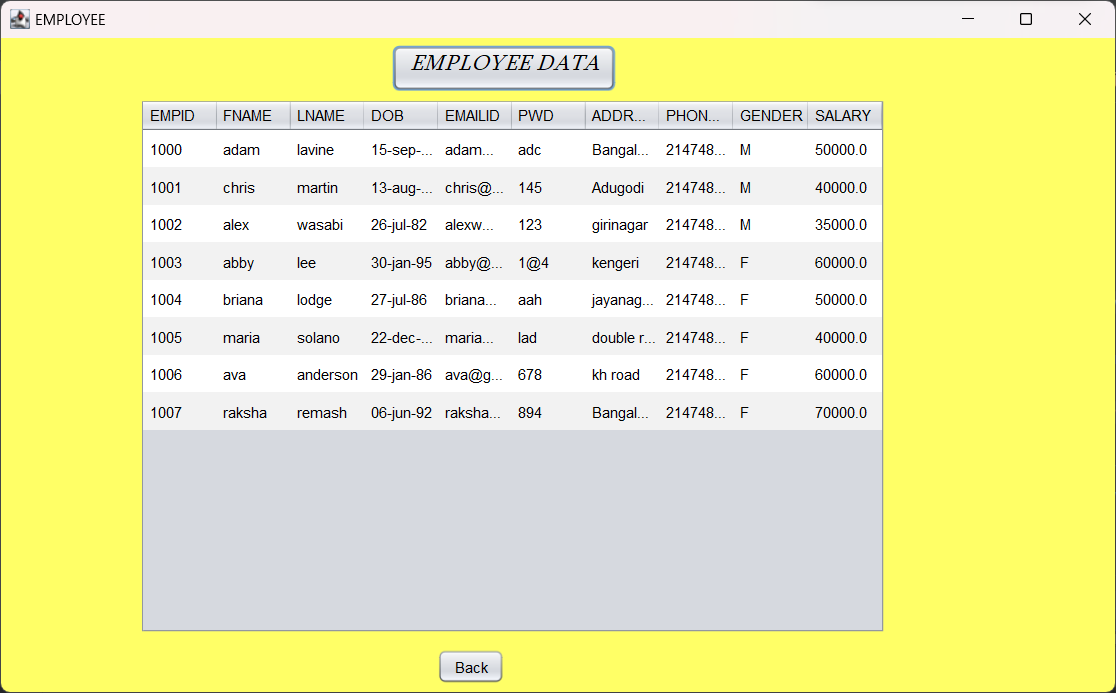 EMPLOYEE
EMPLOYEE DATA
EMPID FNAME LNAME DOB EMAILID PWD ADDR... PHON... GENDER SALARY
1000 adam lavine 15-sep-... adam... adc Bangal... 214748... M 50000.0
1001 chris martin 13-aug-... chris@... 145 Adugodi 214748... M 40000.0
1002 alex wasabi 26-jul-82 alexw... 123 girinagar 214748... M 35000.0
1003 abby lee 30-jan-95 abby@... 1@4 kengeri 214748... F 60000.0
1004 briana lodge 27-jul-86 briana... aah jayanag... 214748... F 50000.0
1005 maria solano 22-dec-... maria... lad double r... 214748... F 40000.0
1006 ava anderson 29-jan-86 ava@g... 678 kh road 214748... F 60000.0
1007 raksha remash 06-jun-92 raksha... 894 Bangal... 214748... F 70000.0
Back